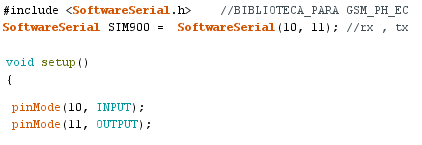 #include <SoftwareSerial.h> //BIBLIOTECA_PARA GSM_PH_EC
SoftwareSerial SIM900 = SoftwareSerial(10, 11); //rx , tx
void setup()
{
pinMode(10, INPUT);
pinMode(11, OUTPUT);